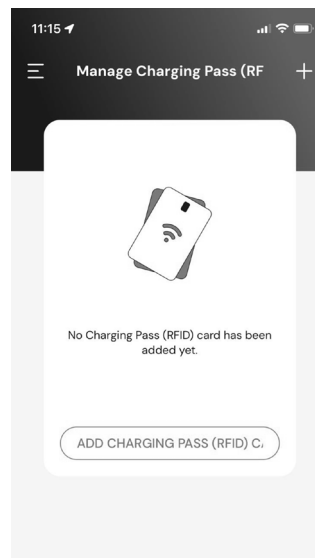 11:15
Manage Charging Pass (RF
No Charging Pass (RFID) card has been
added yet.
ADD CHARGING PASS (RFID) C